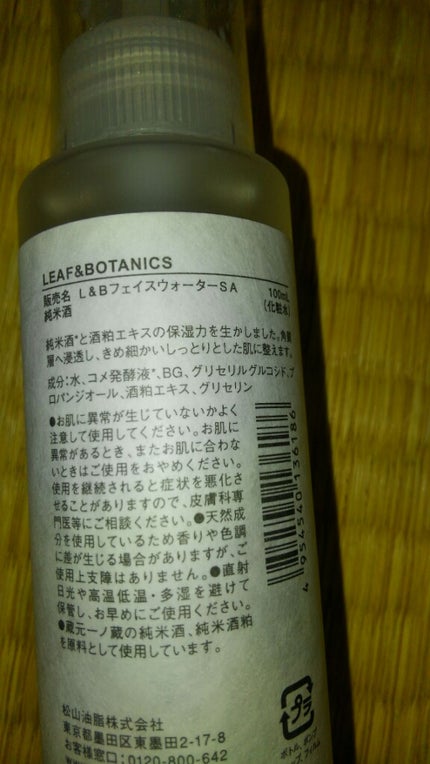 LEAF&BOTANICS
販売名 L&BフェイスウォーターSA 100mL
純米酒 (化粧水)
純米酒*と酒粕エキスの保湿力を生かしました。角質
層へ浸透し、きめ細かいしっとりとした肌に整えます。
成分:水、コメ発酵液*、BG、グリセリルグルコシド、プ
ロパンジオール、酒粕エキス、グリセリン
●お肌に異常が生じていないかよく
注意して使用してください。お肌に
異常があるとき、またお肌に合わな
いときはご使用をおやめください。
使用を継続されると症状を悪化さ
せることがありますので、皮膚科専
門医等にご相談ください。●天然成
分を使用しているため香りや色調
に差が生じる場合がありますが、ご
使用上支障はありません。●直射
日光や高温低温・多湿を避けて
保管し、お早めにご使用ください。
●蔵元一ノ蔵の純米酒、純米酒粕
を原料として使用しています。
4 954540 136186
松山油脂株式会社
東京都墨田区東墨田2-17-8
お客様窓口:0120-800-642
プラ
ボトル、ポンプ